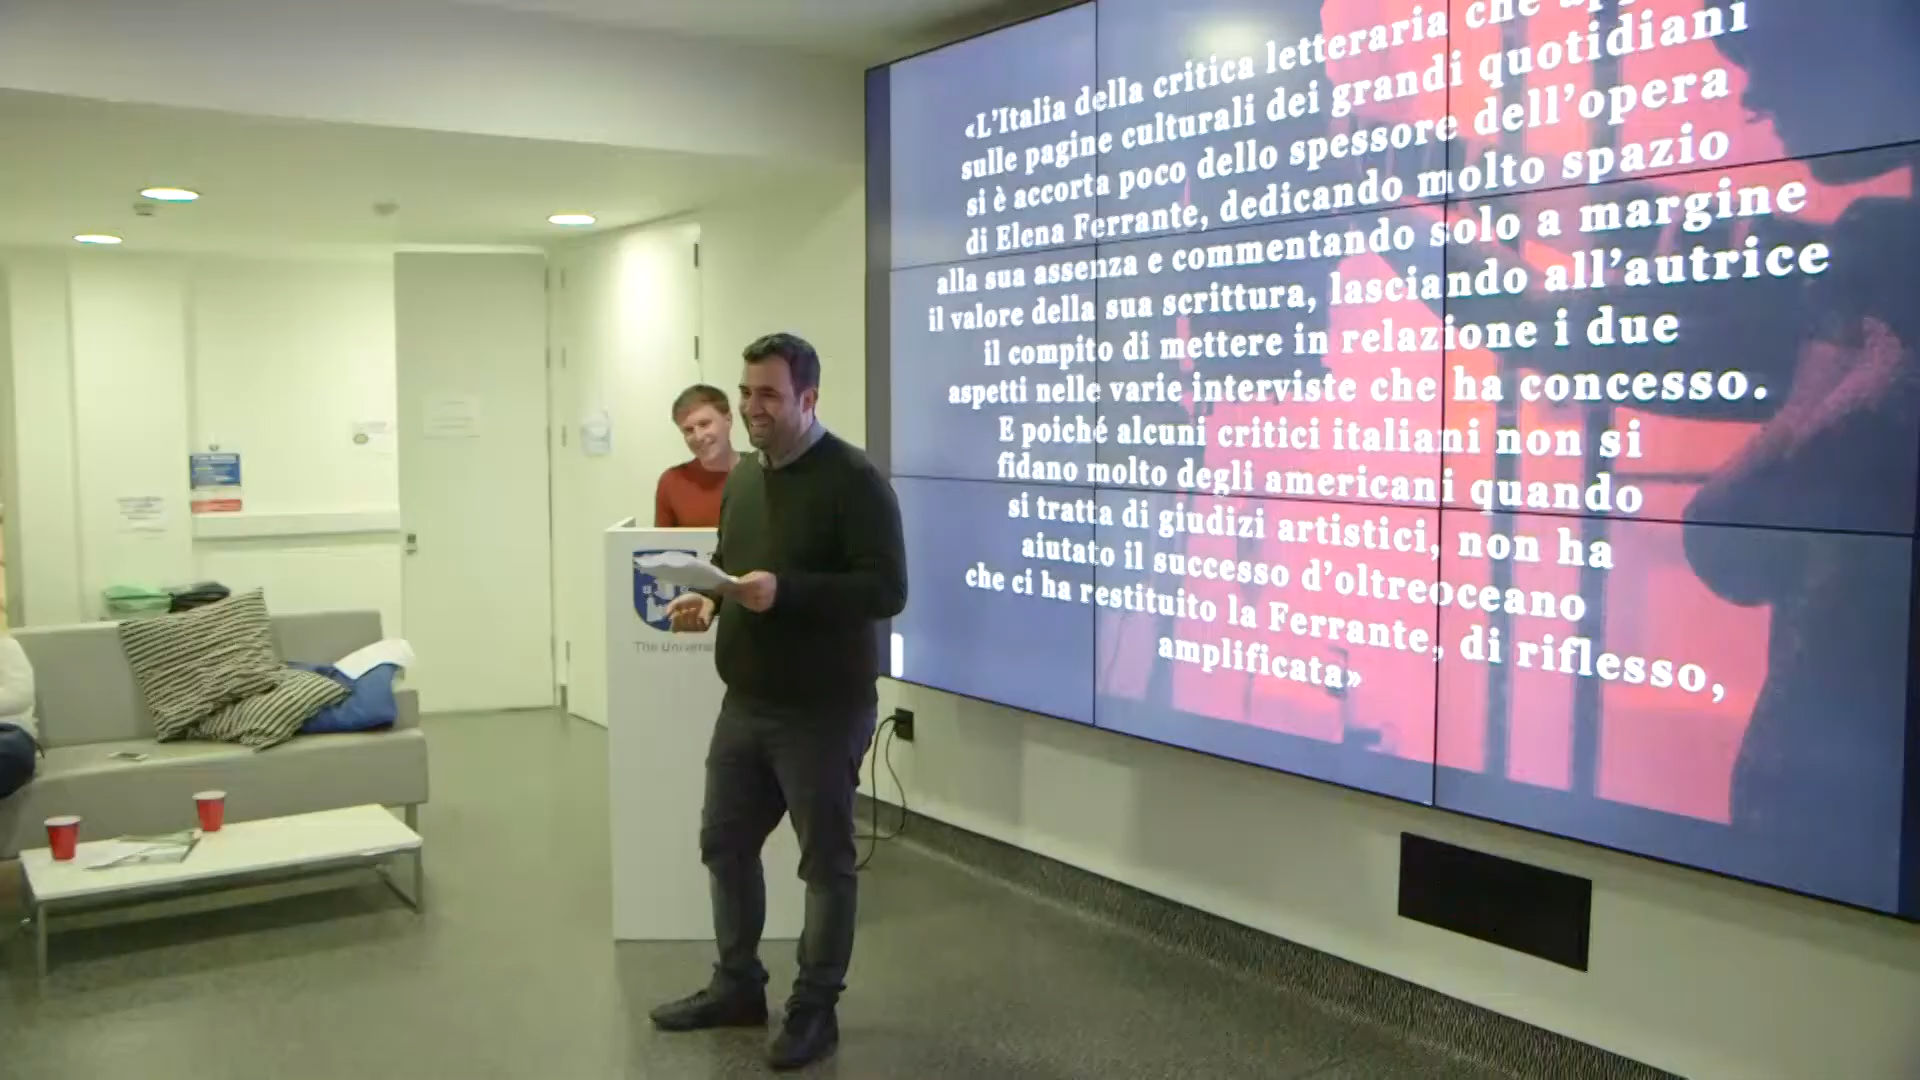 «L'Italia della critica letteraria che
sulle pagine culturali dei grandi quotidiani
si è accorta poco dello spessore dell'opera
di Elena Ferrante, dedicando molto spazio
alla sua assenza e commentando solo a margine
il valore della sua scrittura, lasciando all'autrice
il compito di mettere in relazione i due
aspetti nelle varie interviste che ha concesso.
E poiché alcuni critici italiani non si
fidano molto degli americani quando
si tratta di giudizi artistici, non ha
aiutato il successo d'oltreoceano
che ci ha restituito la Ferrante, di riflesso,
amplificata»
The